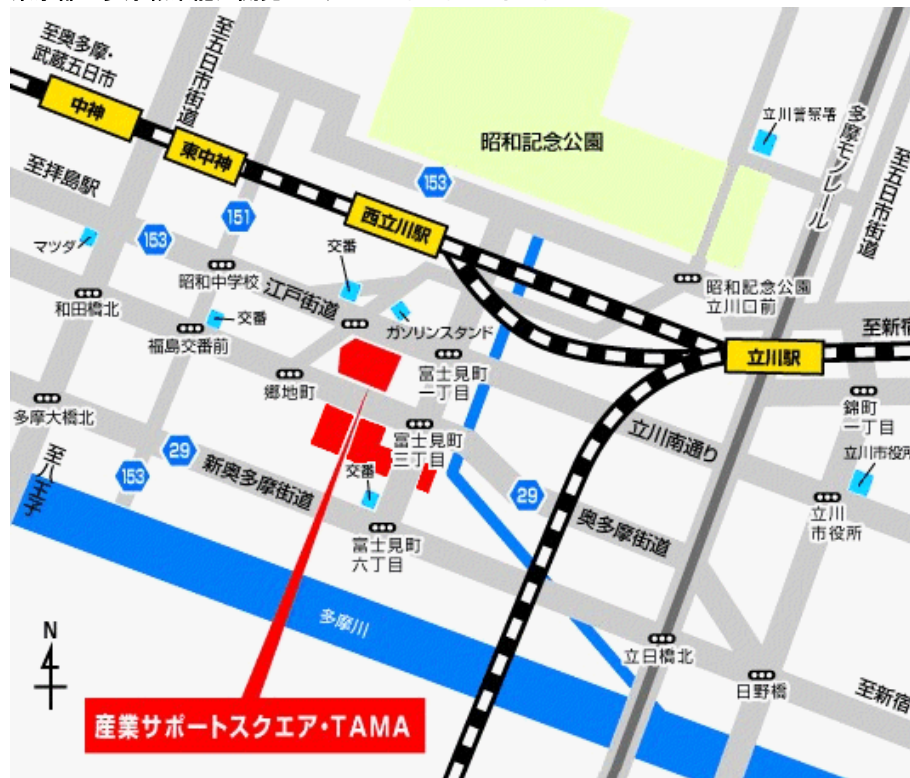 至奥多摩・
武蔵五日市
至五日市街道
中神
東中神
昭和記念公園
立川警察署
多摩モノレール
至五日市街道
至拝島駅
153
151
153
西立川駅
マツダ
交番
昭和中学校
江戸街道
昭和記念公園
立川口前
和田橋北
交番
ガソリンスタンド
至新宿
福島交番前
立川駅
郷地町
富士見町
一丁目
多摩大橋北
錦町
一丁目
富士見町
三丁目
立川南通り
29
新奥多摩街道
交番
立川市役所
至八王子
153
29
立川
市役所
奥多摩街道
富士見町
六丁目
多摩川
N
立日橋北
日野橋
至新宿
産業サポートスクエア・TAMA